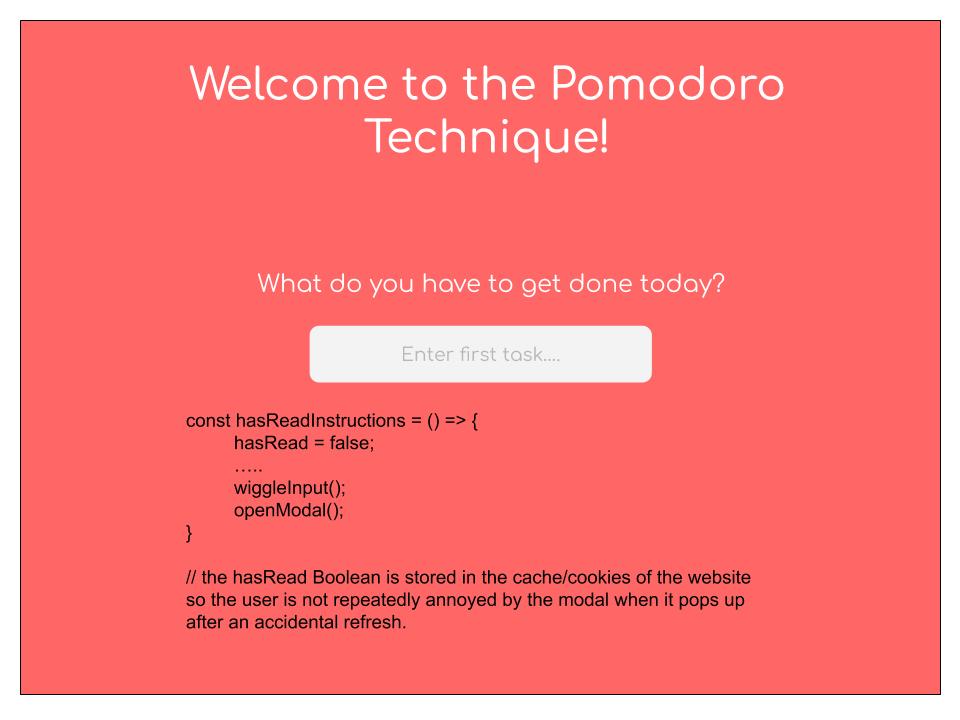 Welcome to the Pomodoro
Technique!
What do you have to get done today?
Enter first task....
const hasReadInstructions = () => {
hasRead = false;
…..
wiggleInput();
openModal();
}
// the hasRead Boolean is stored in the cache/cookies of the website
so the user is not repeatedly annoyed by the modal when it pops up
after an accidental refresh.